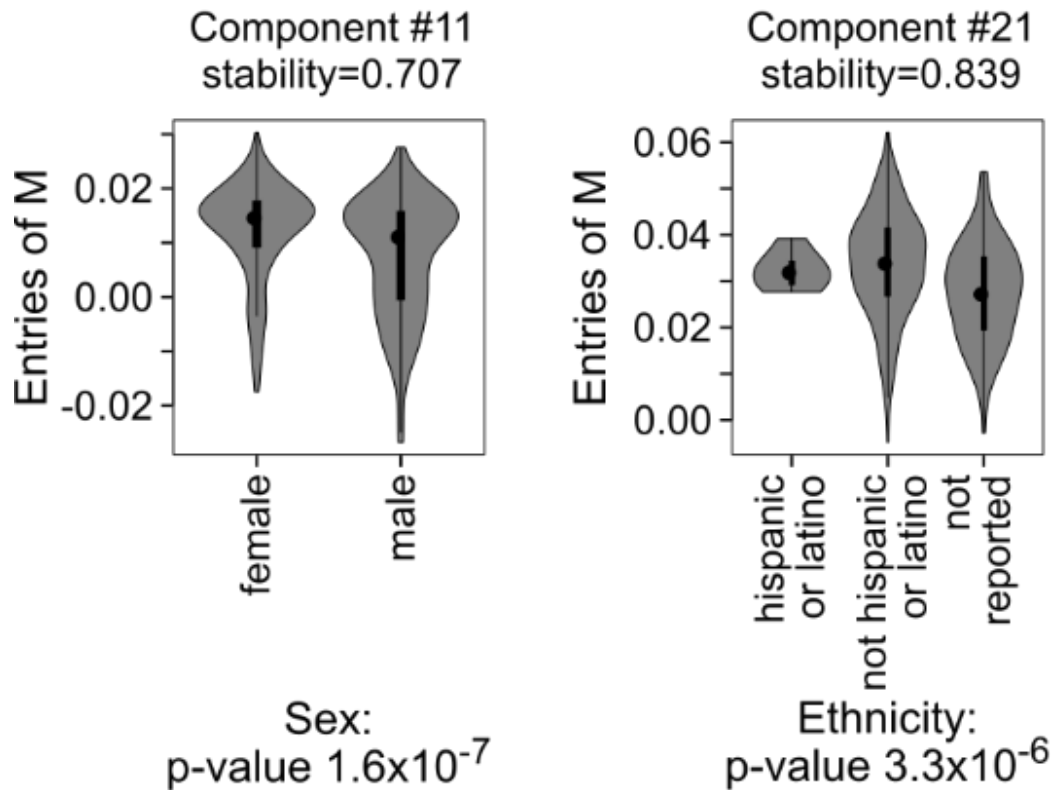 Component #11
stability=0.707
Entries of M
0.02
0.00
-0.02
female
male
Sex:
p-value 1.6x10⁻⁷
Component #21
stability=0.839
Entries of M
0.06
0.04
0.02
0.00
hispanic
or latino
not hispanic
or latino
not
reported
Ethnicity:
p-value 3.3x10⁻⁶